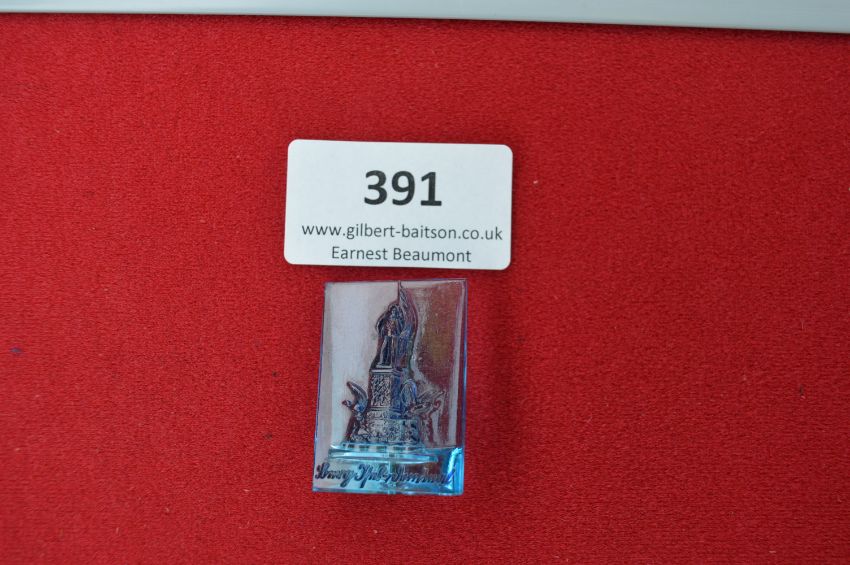 391
www.gilbert-baitson.co.uk
Earnest Beaumont